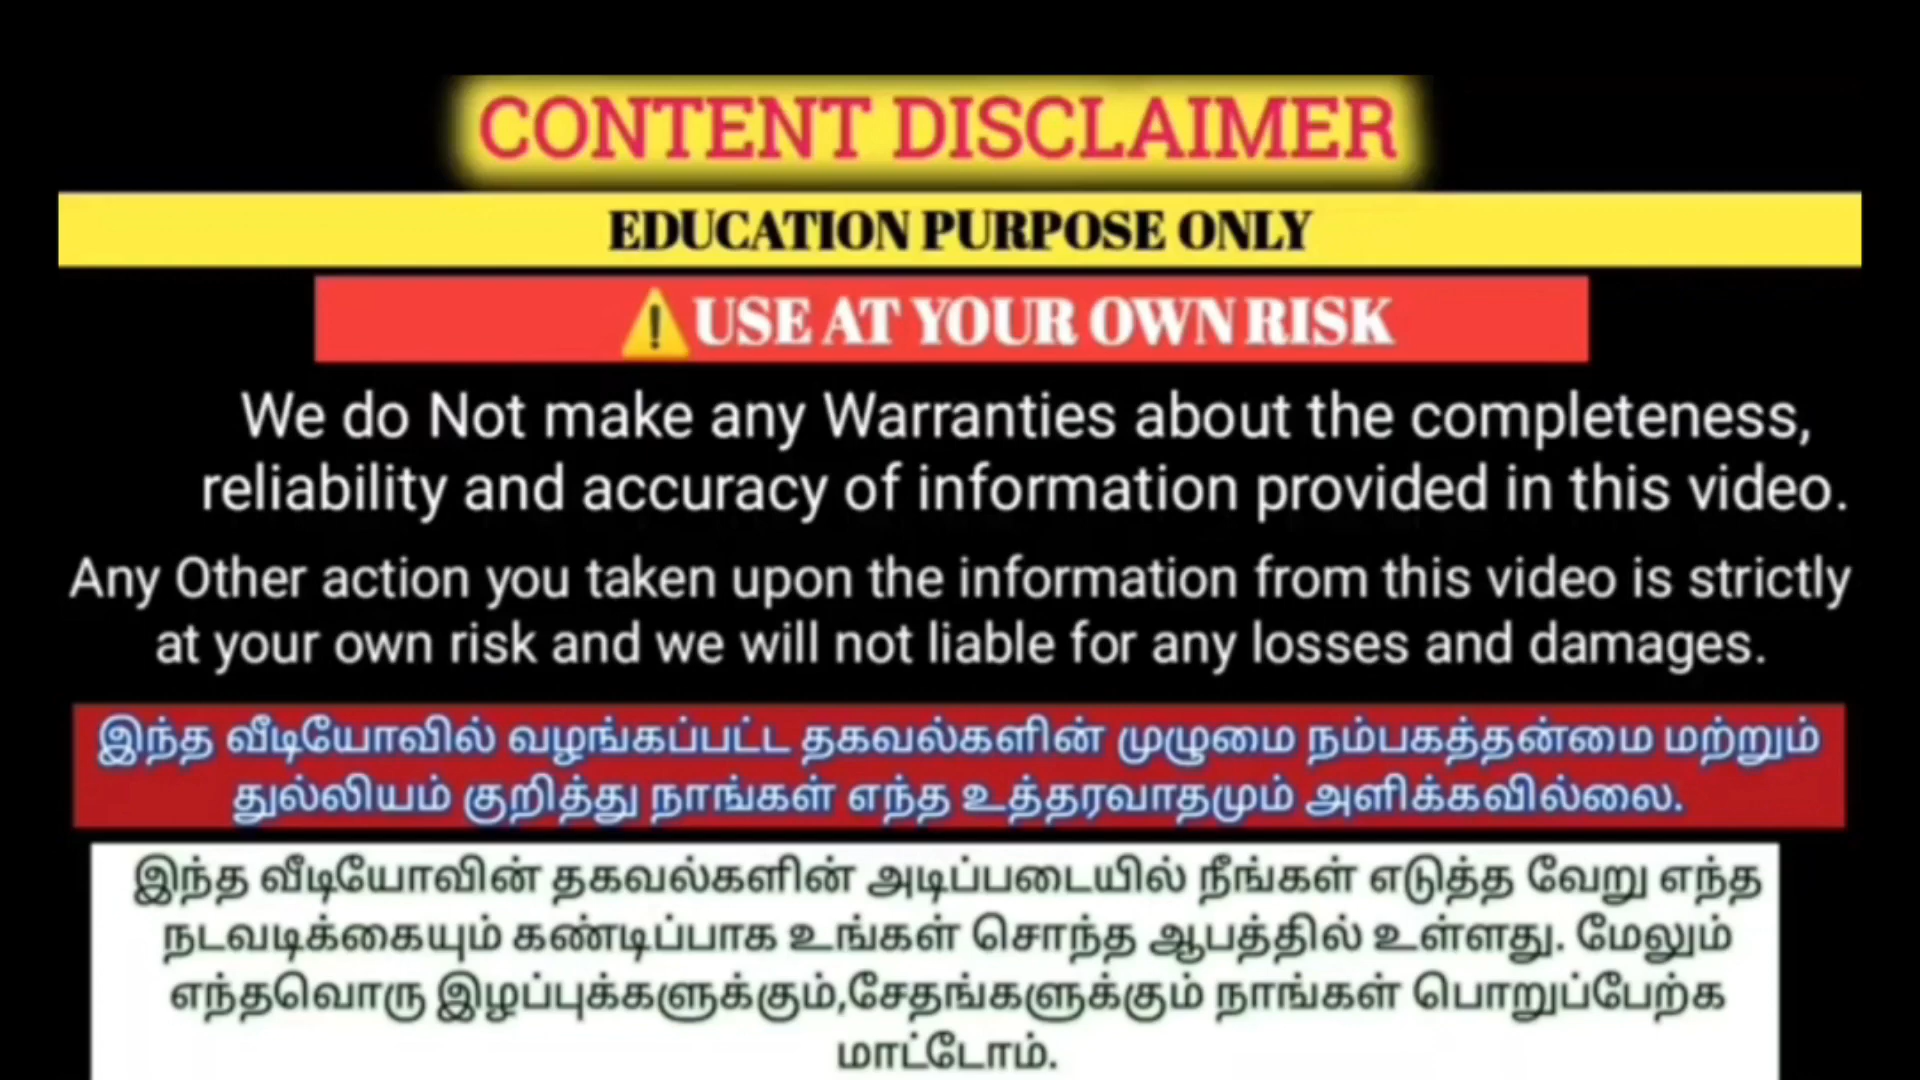 CONTENT DISCLAIMER
EDUCATION PURPOSE ONLY
⚠️USE AT YOUR OWN RISK
We do Not make any Warranties about the completeness,
reliability and accuracy of information provided in this video.
Any Other action you taken upon the information from this video is strictly
at your own risk and we will not liable for any losses and damages.
இந்த வீடியோவில் வழங்கப்பட்ட தகவல்களின் முழுமை நம்பகத்தன்மை மற்றும்
துல்லியம் குறித்து நாங்கள் எந்த உத்தரவாதமும் அளிக்கவில்லை.
இந்த வீடியோவின் தகவல்களின் அடிப்படையில் நீங்கள் எடுத்த வேறு எந்த
நடவடிக்கையும் கண்டிப்பாக உங்கள் சொந்த ஆபத்தில் உள்ளது. மேலும்
எந்தவொரு இழப்புக்களுக்கும்,சேதங்களுக்கும் நாங்கள் பொறுப்பேற்க
மாட்டோம்.